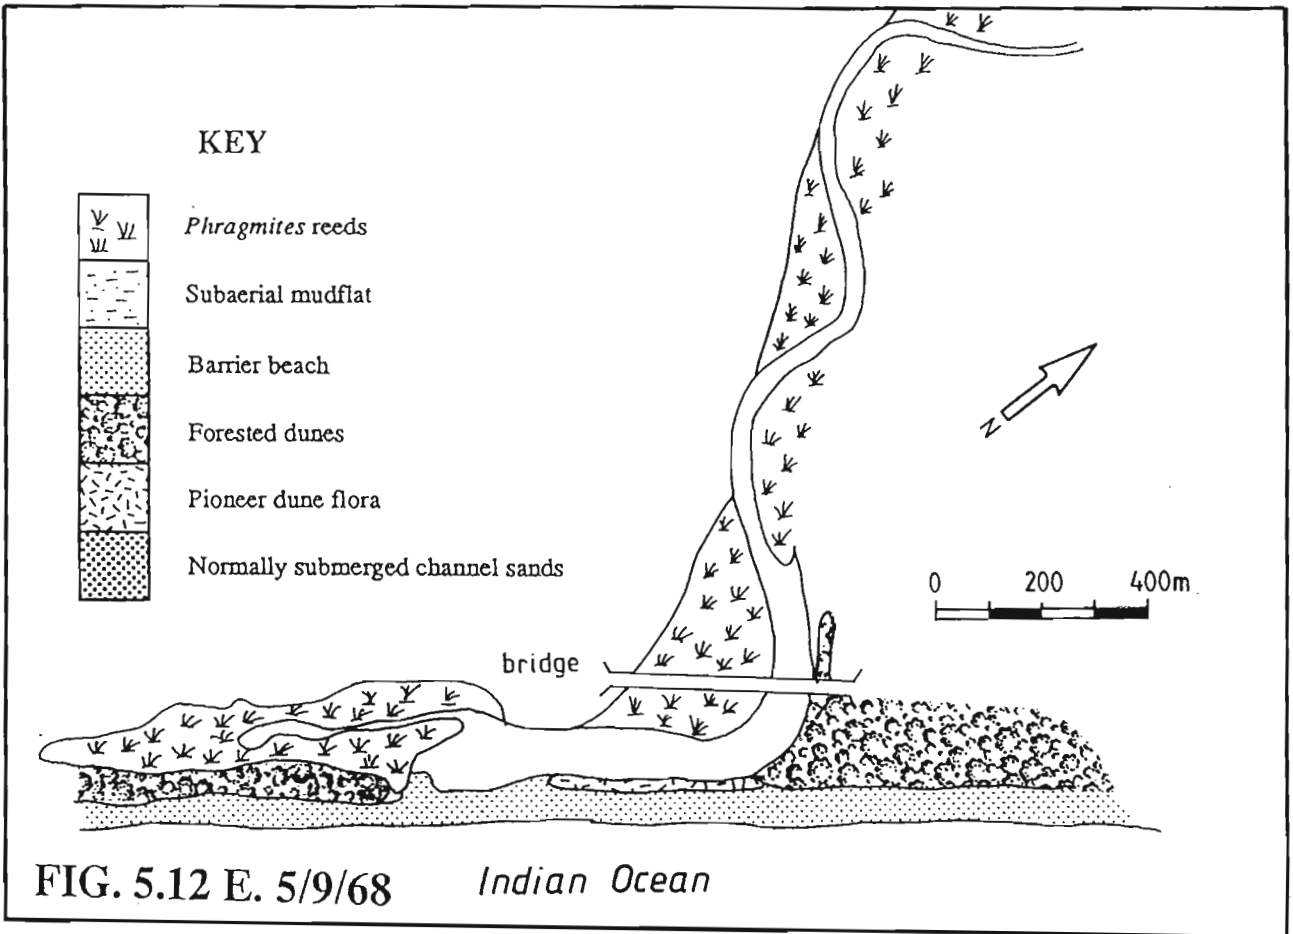 KEY
Phragmites reeds
Subaerial mudflat
Barrier beach
Forested dunes
Pioneer dune flora
Normally submerged channel sands
N
0 200 400m
bridge
FIG. 5.12 E. 5/9/68
Indian Ocean